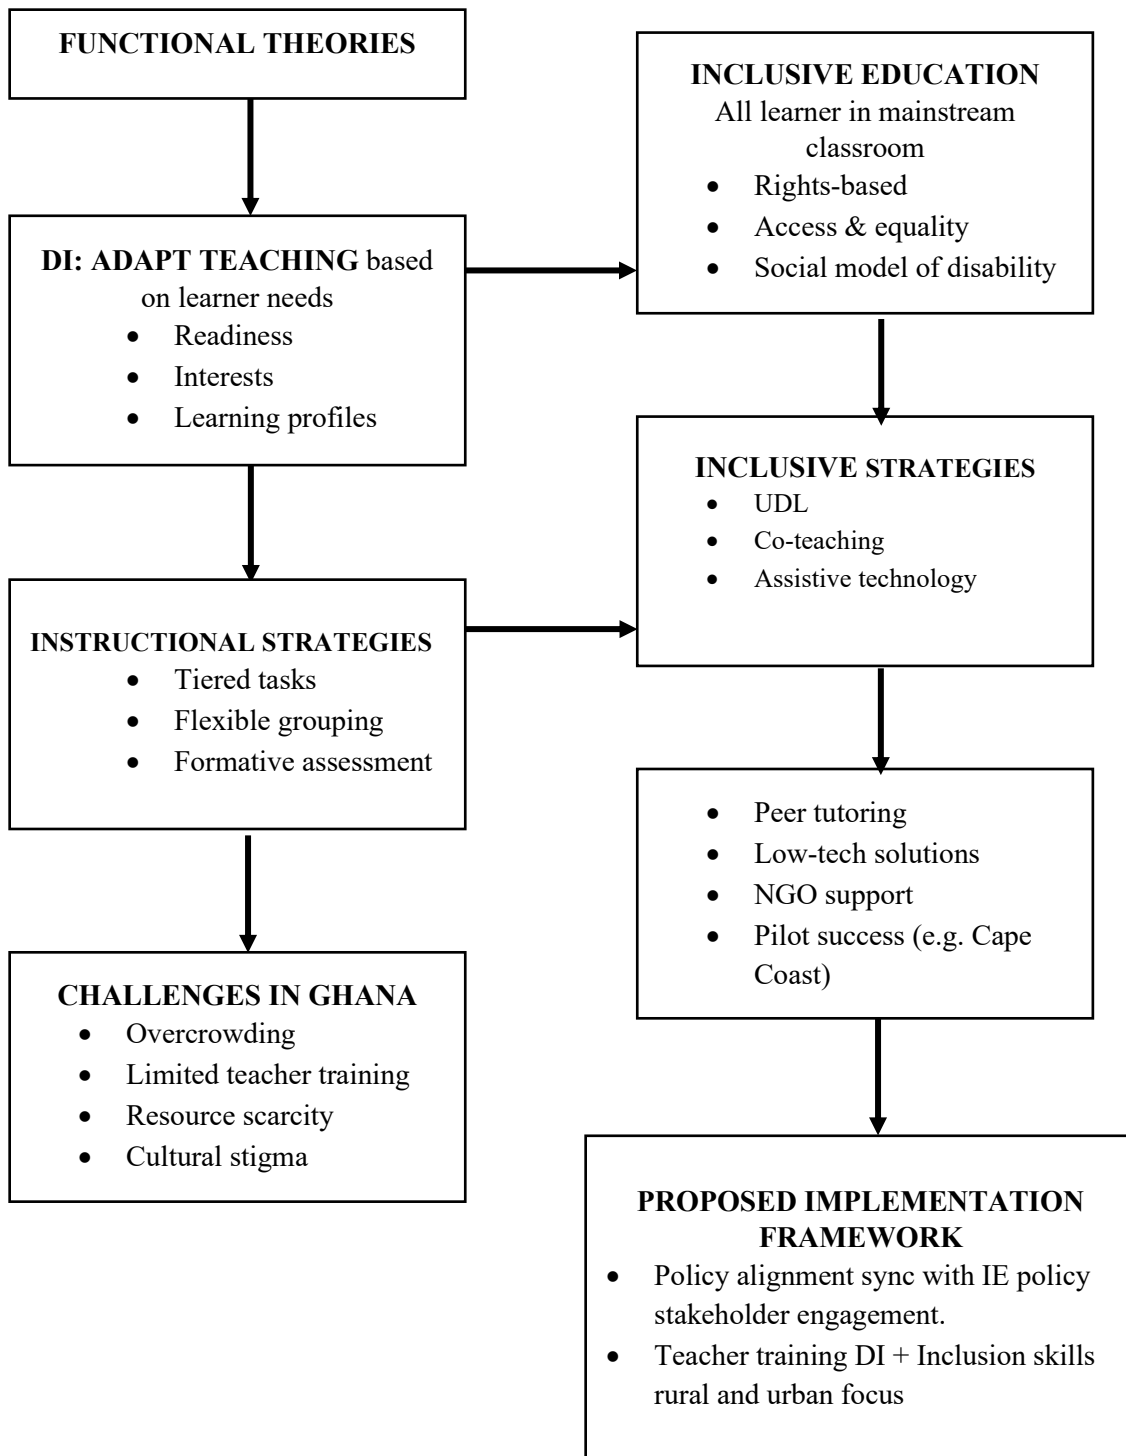 FUNCTIONAL THEORIES
DI: ADAPT TEACHING based
on learner needs
• Readiness
• Interests
• Learning profiles
INSTRUCTIONAL STRATEGIES
• Tiered tasks
• Flexible grouping
• Formative assessment
CHALLENGES IN GHANA
• Overcrowding
• Limited teacher training
• Resource scarcity
• Cultural stigma
INCLUSIVE EDUCATION
All learner in mainstream
classroom
• Rights-based
• Access & equality
• Social model of disability
INCLUSIVE STRATEGIES
• UDL
• Co-teaching
• Assistive technology
• Peer tutoring
• Low-tech solutions
• NGO support
• Pilot success (e.g. Cape
Coast)
PROPOSED IMPLEMENTATION
FRAMEWORK
• Policy alignment sync with IE policy
stakeholder engagement.
• Teacher training DI + Inclusion skills
rural and urban focus